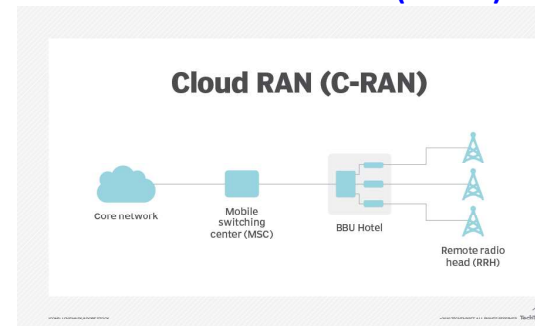 Cloud RAN (C-RAN)
Core network
Mobile
switching
center (MSC)
BBU Hotel
Remote radio
head (RRH)